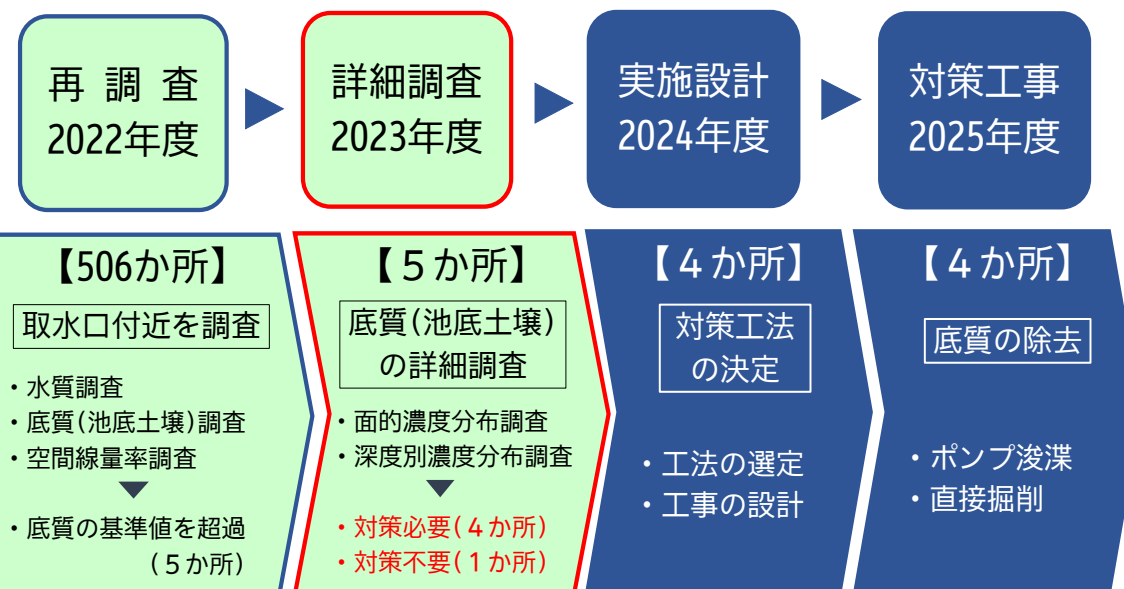 再調査
2022年度
詳細調査
2023年度
実施設計
2024年度
対策工事
2025年度
【506か所】
取水口付近を調査
・水質調査
・底質(池底土壌)調査
・空間線量率調査
・底質の基準値を超過
(５か所)
【５か所】
底質(池底土壌)
の詳細調査
・面的濃度分布調査
・深度別濃度分布調査
・対策必要(４か所)
・対策不要(１か所)
【４か所】
対策工法
の決定
・工法の選定
・工事の設計
【４か所】
底質の除去
・ポンプ浚渫
・直接掘削